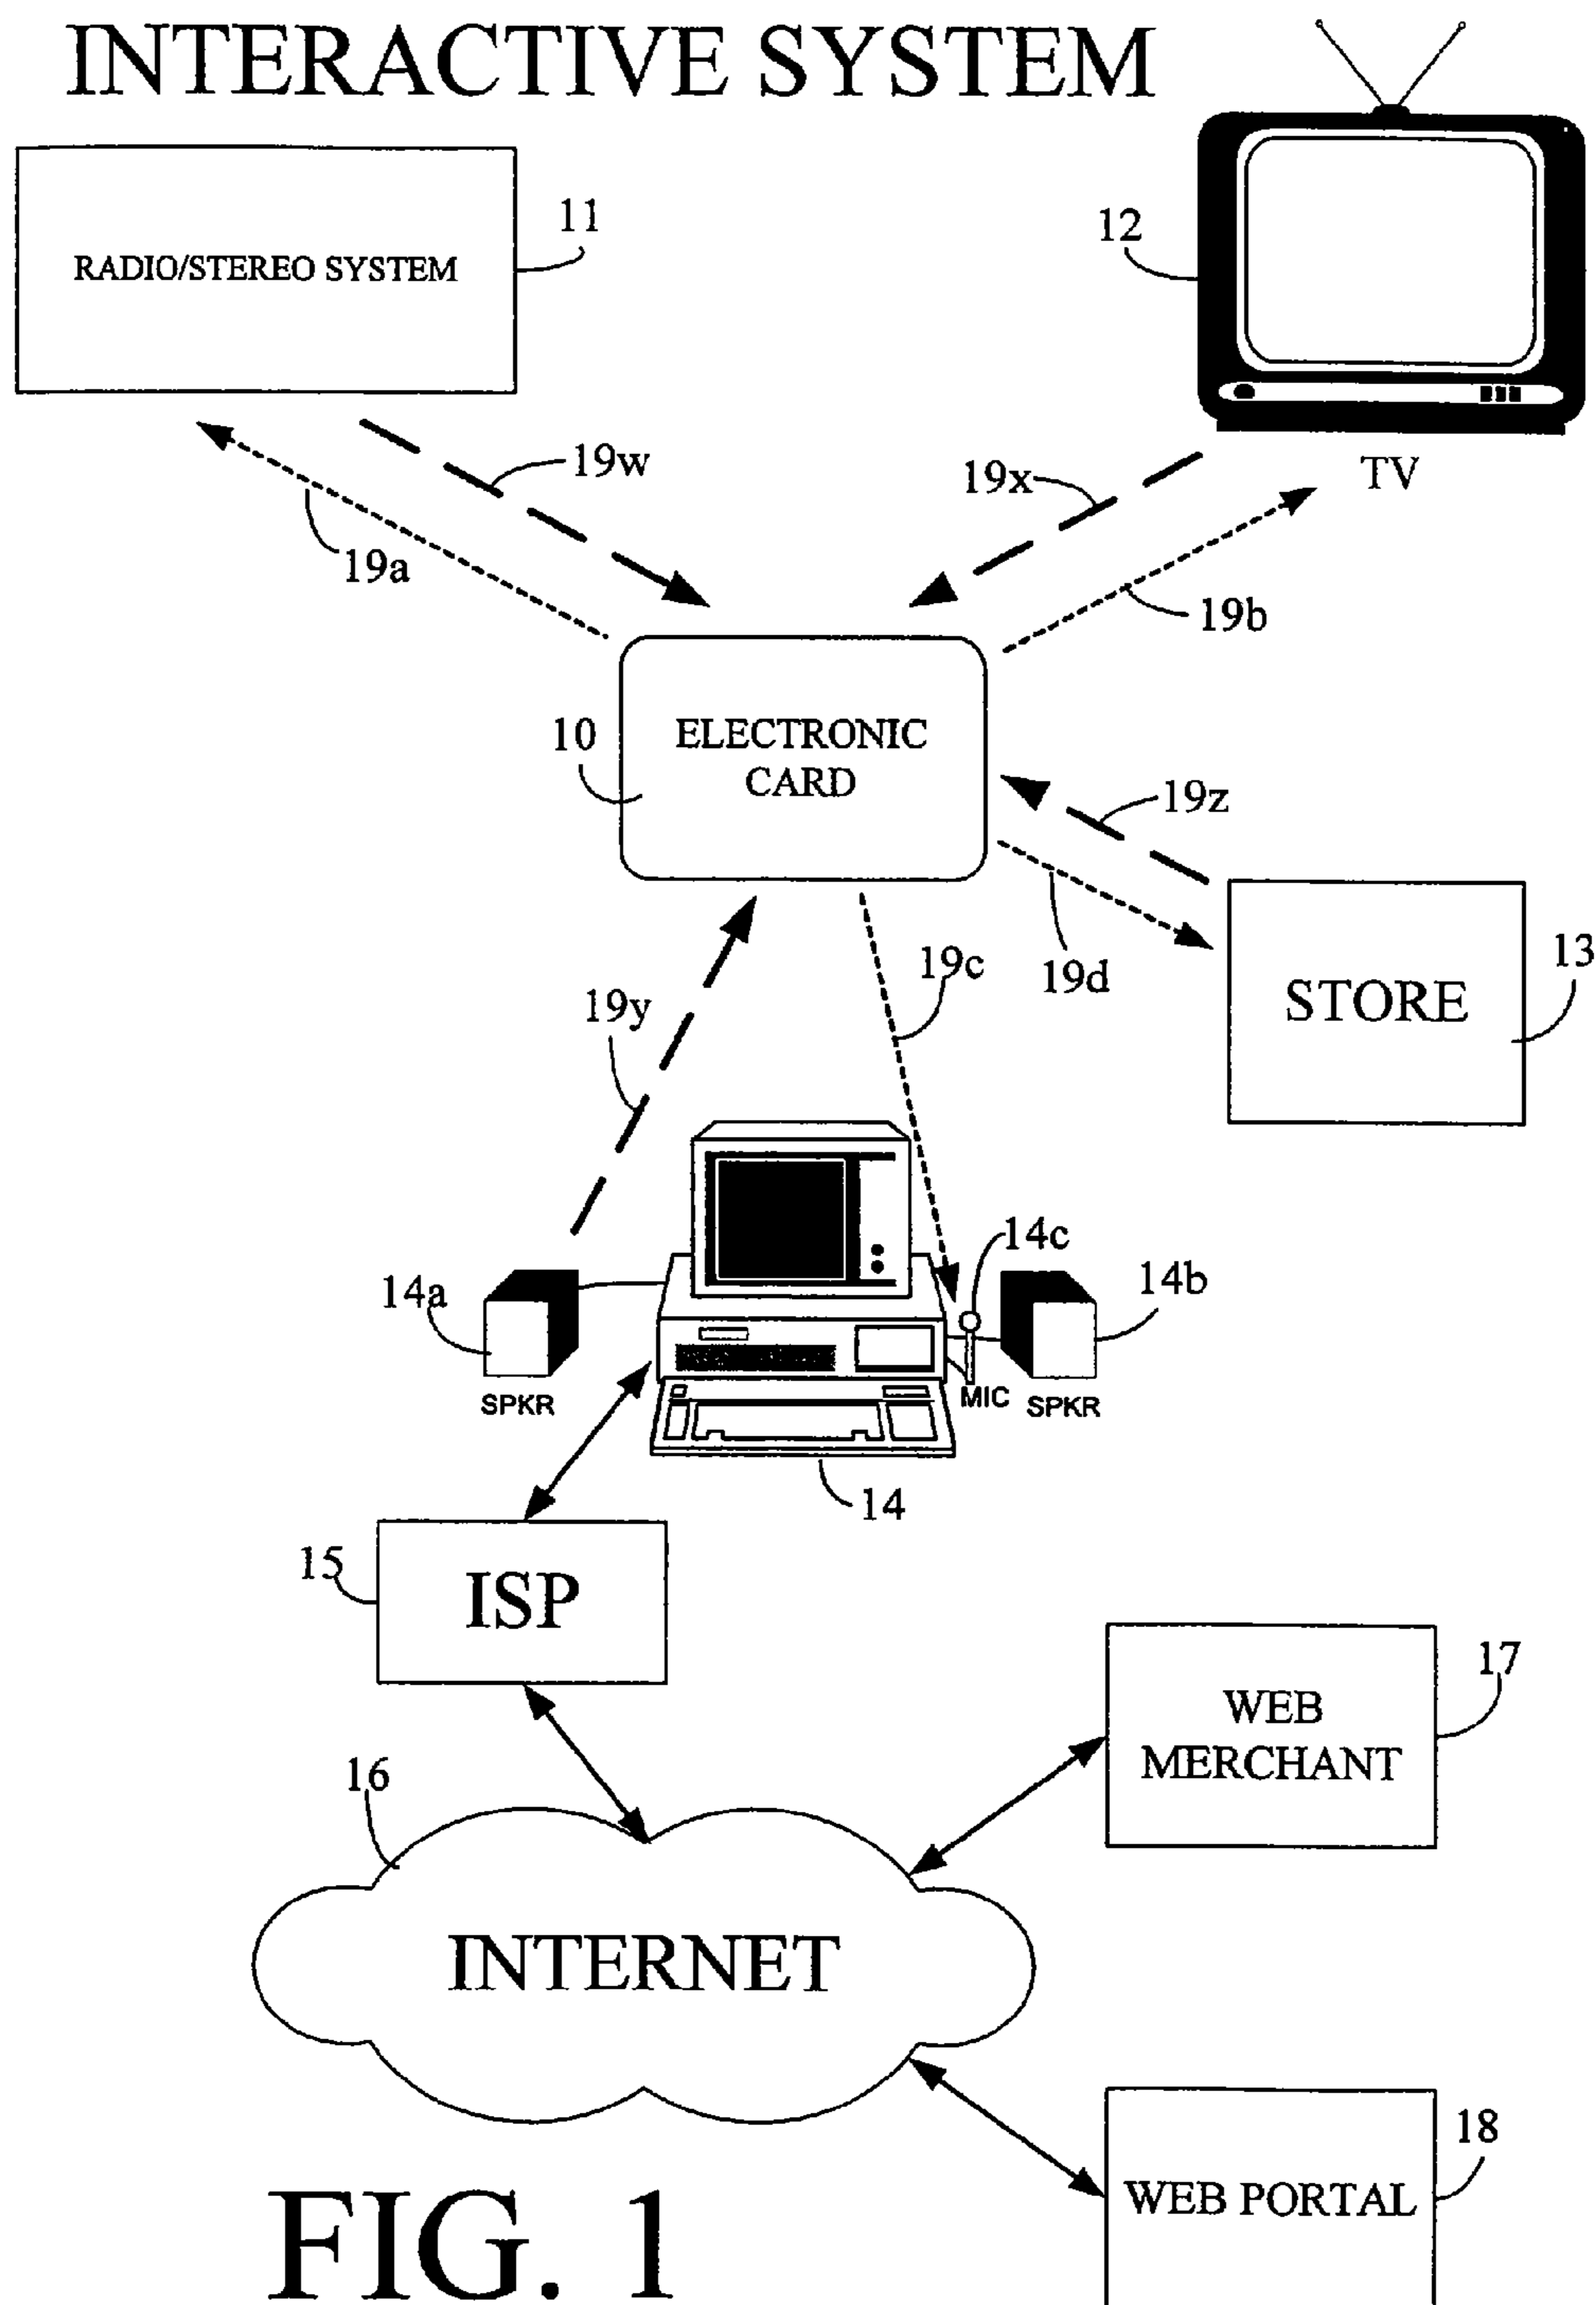 INTERACTIVE SYSTEM
RADIO/STEREO SYSTEM
11
12
TV
19w
19x
19a
19b
10
ELECTRONIC
CARD
19z
19c
19d
13
STORE
19y
14c
14a
14b
SPKR
MIC
SPKR
14
15
ISP
17
WEB
MERCHANT
16
INTERNET
18
WEB PORTAL
FIG. 1